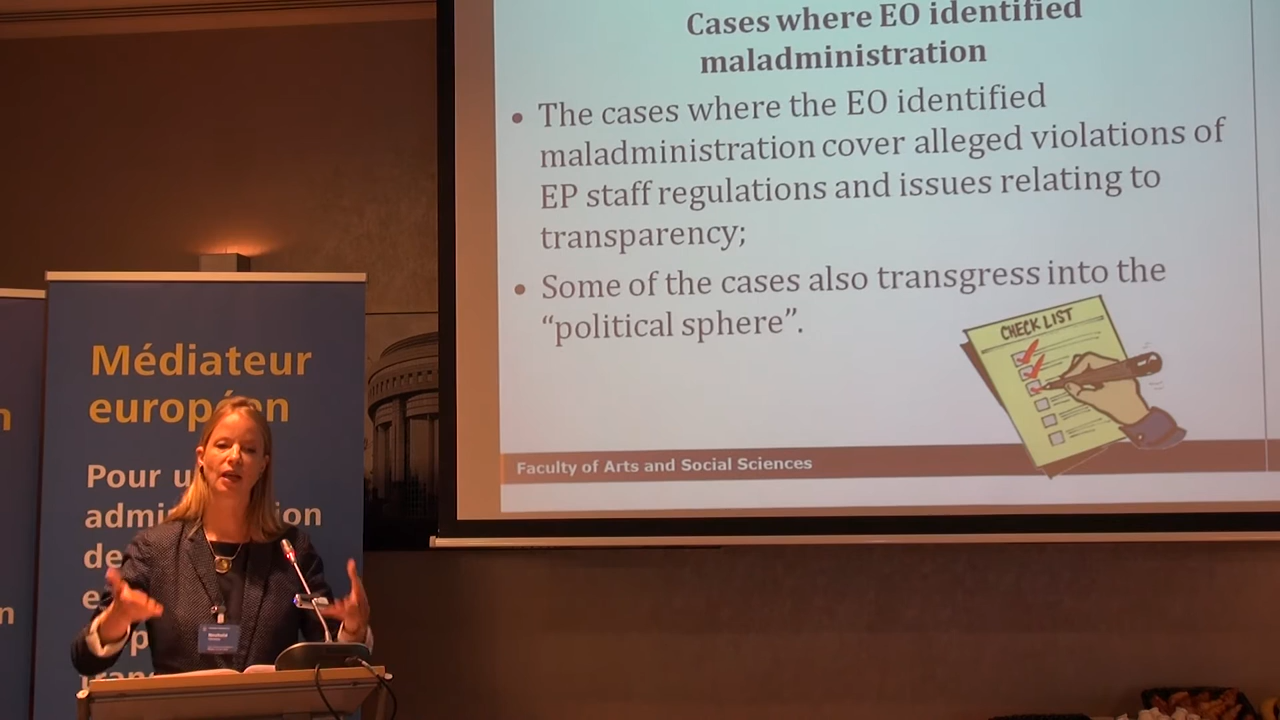 Cases where EO identified
maladministration
• The cases where the EO identified
maladministration cover alleged violations of
EP staff regulations and issues relating to
transparency;
• Some of the cases also transgress into the
“political sphere”.
CHECK LIST
Faculty of Arts and Social Sciences
Médiateur
européen
Pour u
admi ion
de
e
p
n
n